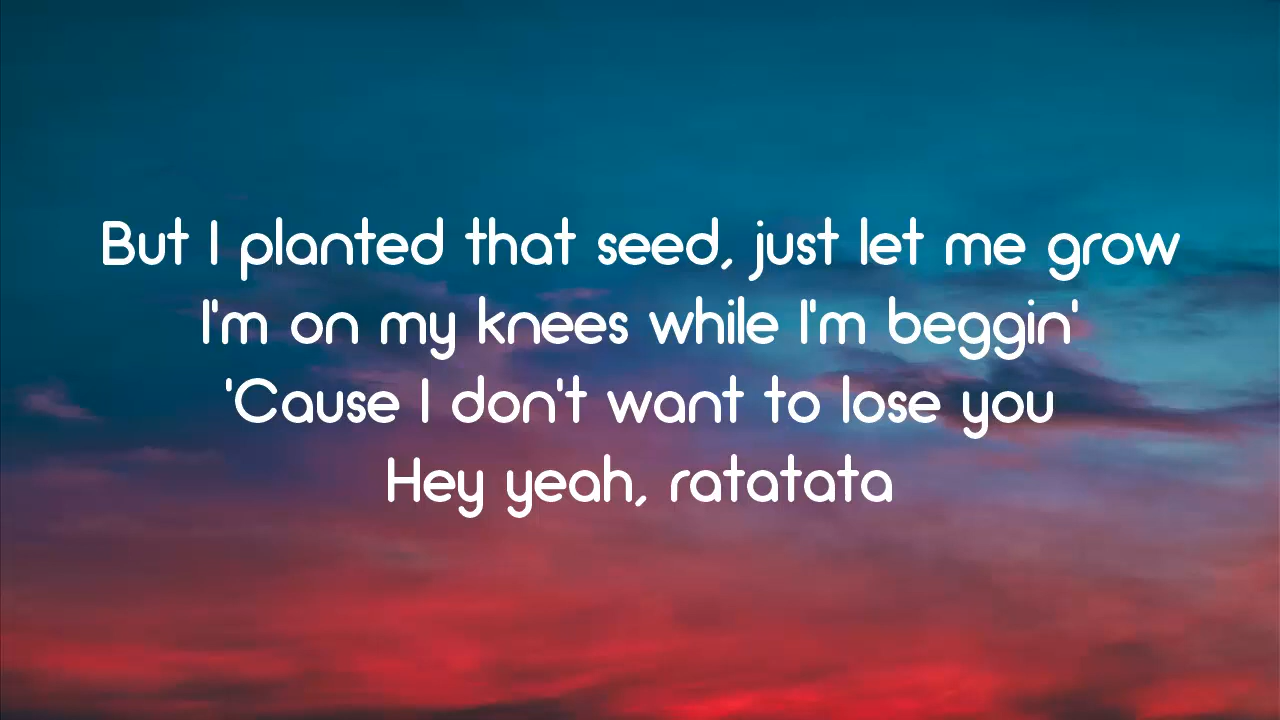 But I planted that seed, just let me grow
I'm on my knees while I'm beggin'
'Cause I don't want to lose you
Hey yeah, ratatata